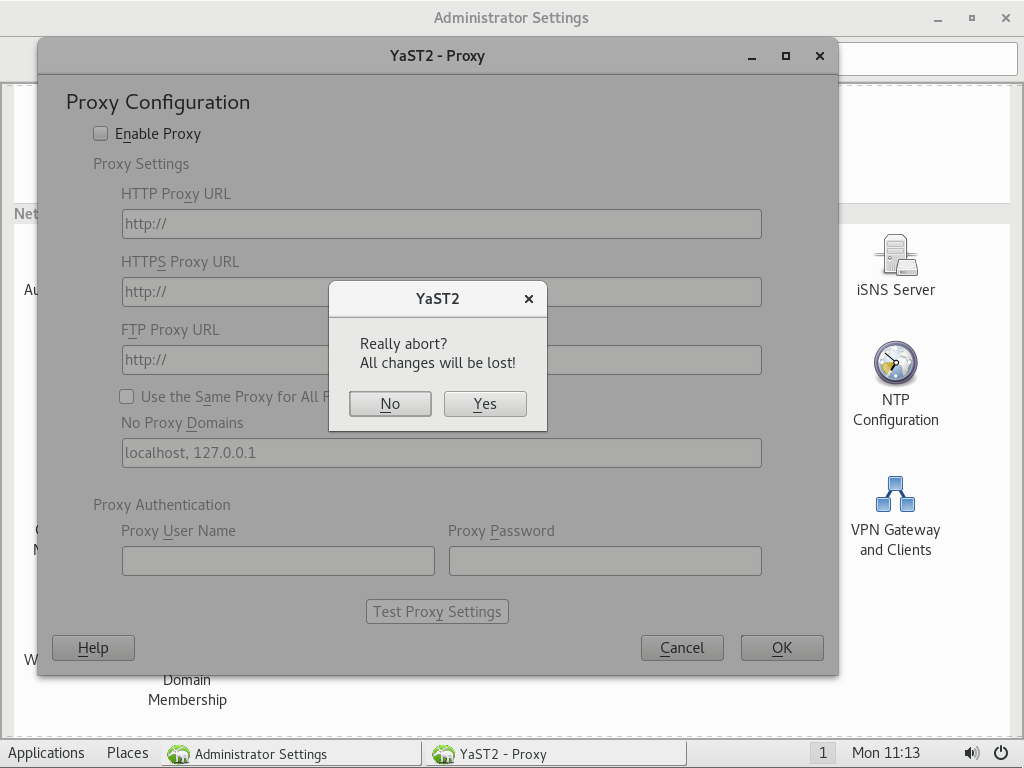 Administrator Settings
YaST2 - Proxy
Proxy Configuration
Enable Proxy
Proxy Settings
HTTP Proxy URL
http://
HTTPS Proxy URL
http://
FTP Proxy URL
http://
Use the Same Proxy for All
No Proxy Domains
localhost, 127.0.0.1
Proxy Authentication
Proxy User Name
Proxy Password
Test Proxy Settings
Help
Cancel
OK
YaST2
Really abort?
All changes will be lost!
No
Yes
Net
iSNS Server
NTP
Configuration
VPN Gateway
and Clients
Domain
Membership
Applications
Places
Administrator Settings
YaST2 - Proxy
1
Mon 11:13